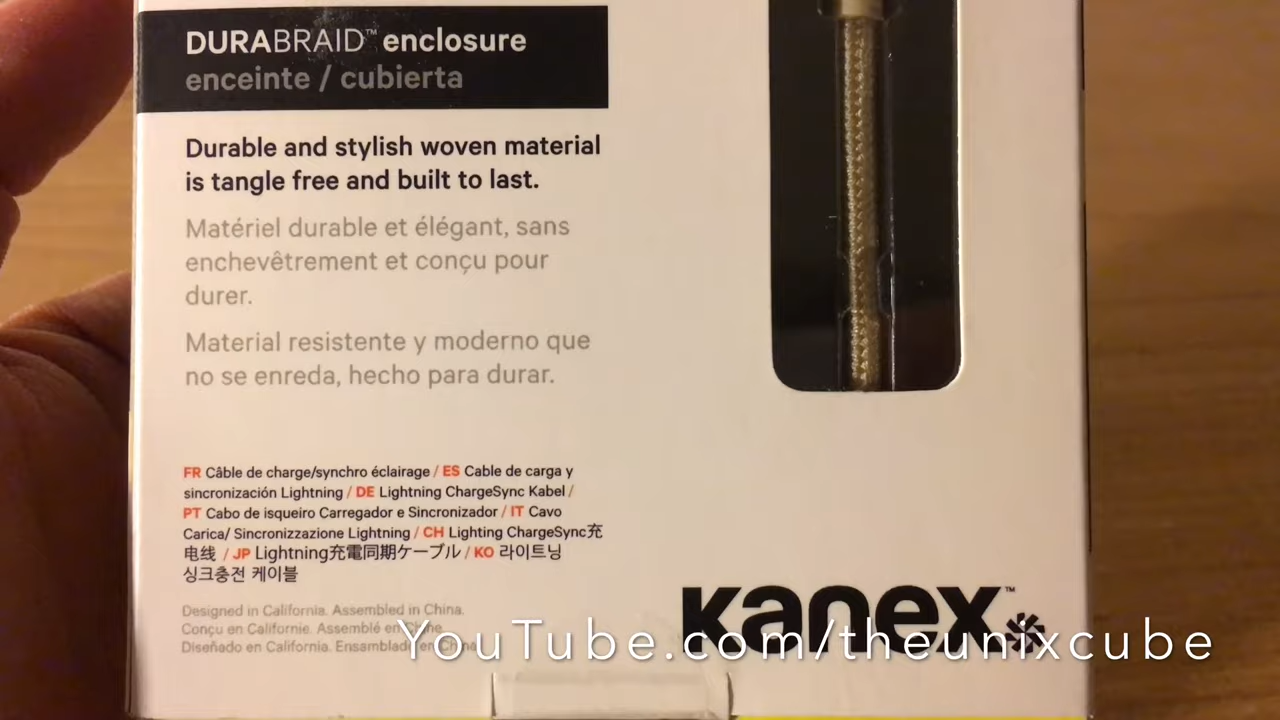 DURABRAID™ enclosure
enceinte / cubierta
Durable and stylish woven material
is tangle free and built to last.
Matériel durable et élégant, sans
enchevêtrement et conçu pour
durer.
Material resistente y moderno que
no se enreda, hecho para durar.
FR Câble de charge/synchro éclairage / ES Cable de carga y
sincronización Lightning / DE Lightning ChargeSync Kabel /
PT Cabo de isqueiro Carregador e Sincronizador / IT Cavo
Carica/ Sincronizzazione Lightning / CH Lighting ChargeSync充
电线 / JP Lightning充電同期ケーブル / KO 라이트닝
싱크충전 케이블
Designed in California. Assembled in China.
Conçu en Californie. Assemblé en Chine.
Diseñado en California. Ensamblado en China.
kanex™
YouTube.com/theunixcube